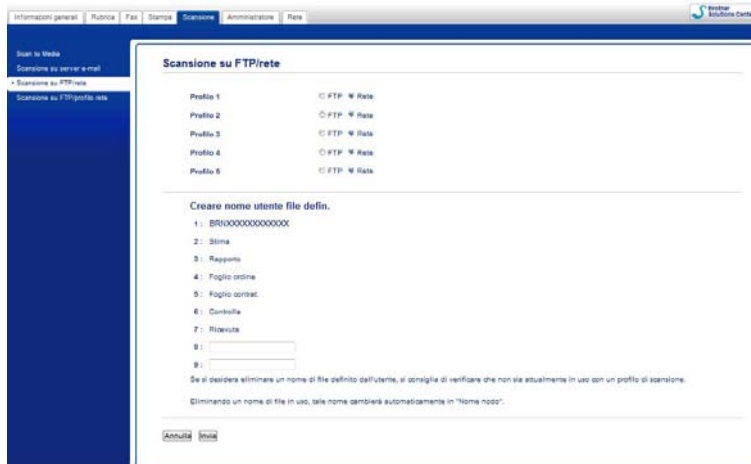 Informazioni generali Rubrica Fax Stampa Scansione Amministratore Rete
Brother
Solutions Center
Scan to Media
Scansione su server e-mail
Scansione su FTP/rete
Scansione su FTP/profilo rete
Scansione su FTP/rete
Profilo 1 FTP Rete
Profilo 2 FTP Rete
Profilo 3 FTP Rete
Profilo 4 FTP Rete
Profilo 5 FTP Rete
Creare nome utente file defin.
1 : BRNXXXXXXXXXXXX
2 : Stima
3 : Rapporto
4 : Foglio ordine
5 : Foglio contrat.
6 : Controlla
7 : Ricevuta
8 :
9 :
Se si desidera eliminare un nome di file definito dall'utente, si consiglia di verificare che non sia attualmente in uso con un profilo di scansione.
Eliminando un nome di file in uso, tale nome cambierà automaticamente in "Nome nodo".
Annulla Invia